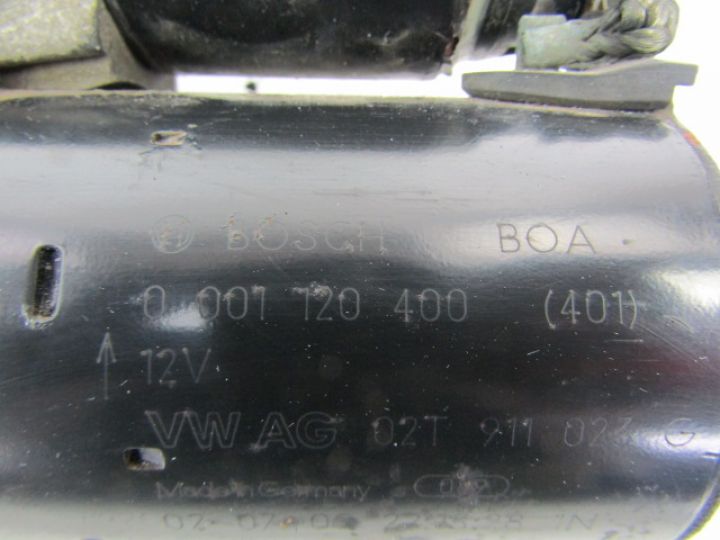 BOSCH BOA
0 001 120 400 (401)
12V
VW AG 02T 911 023 G
Made in Germany